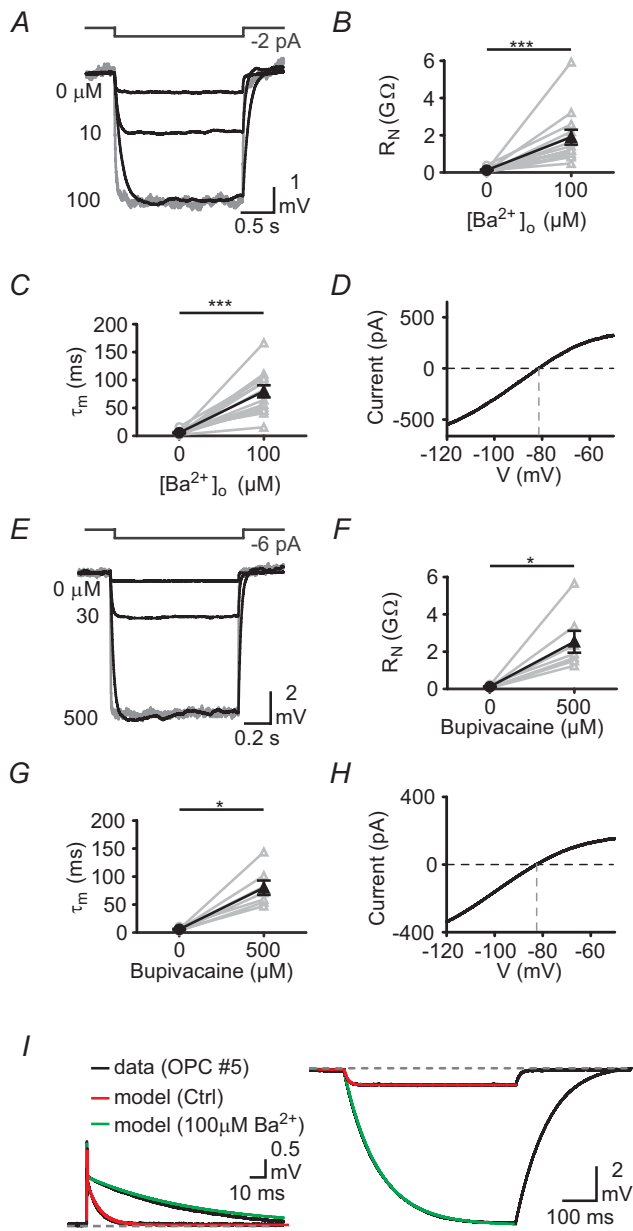 A
-2 pA
0 μM
10
100
1
mV
0.5 s
B
***
6
4
2
0
R_N (GΩ)
0
100
[Ba²⁺]ₒ (μM)
C
***
200
150
100
50
0
τ_m (ms)
0
100
[Ba²⁺]ₒ (μM)
D
500
0
-500
Current (pA)
-120
-100
-80
-60
V (mV)
E
-6 pA
0 μM
30
500
2
mV
0.2 s
F
*
6
4
2
0
R_N (GΩ)
0
500
Bupivacaine (μM)
G
*
200
150
100
50
0
τ_m (ms)
0
500
Bupivacaine (μM)
H
400
0
-400
Current (pA)
-120
-100
-80
-60
V (mV)
I
data (OPC #5)
model (Ctrl)
model (100μM Ba²⁺)
0.5
mV
10 ms
2
mV
100 ms